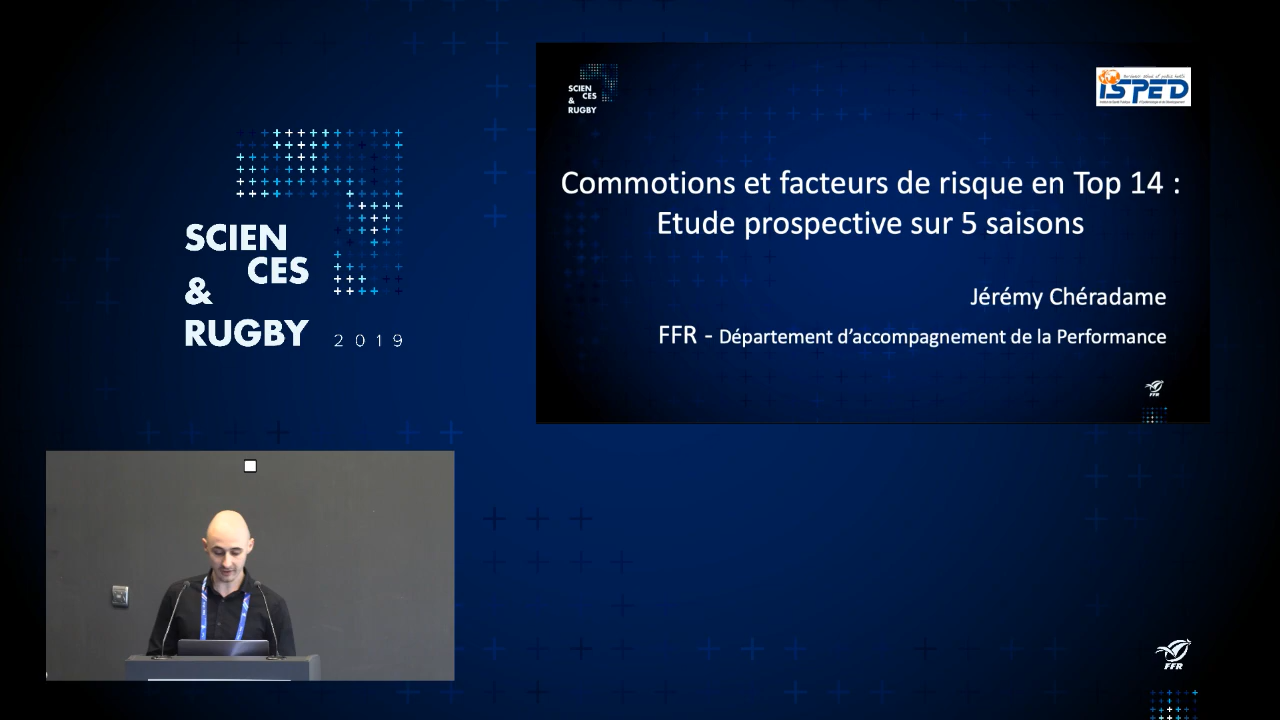 SCIEN
CES
&
RUGBY
2019
SCIEN
CES
&
RUGBY
ISPED
Commotions et facteurs de risque en Top 14 :
Etude prospective sur 5 saisons
Jérémy Chéradame
FFR - Département d’accompagnement de la Performance
FFR
FFR